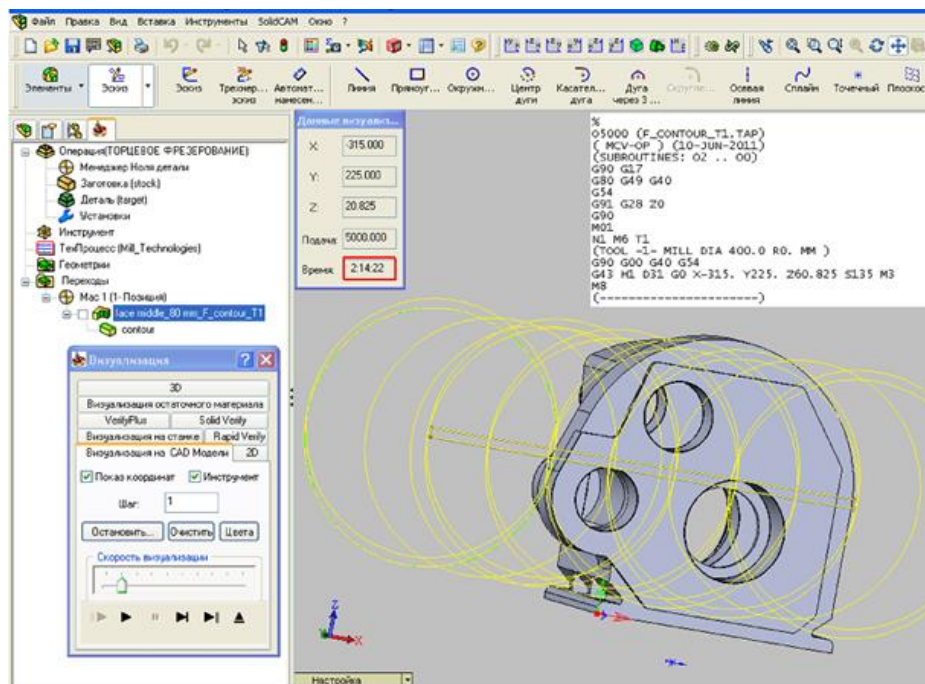 Файл Правка Вид Вставка Инструменты SolidCAM Окно ?
Элементы Эскиз Эскиз Трехмер... эскиз Автомат... нанесен... Линия Прямоуг... Окружн... Центр дуги Касател... дуга Дуга через 3 ... Скругле... Осевая линия Сплайн Точечный Плоскос
Операция(ТОРЦЕВОЕ ФРЕЗЕРОВАНИЕ)
Менеджер Ноля детали
Заготовка (stock)
Деталь (target)
Установки
Инструмент
ТехПроцесс (Mill_Technologies)
Геометрии
Переходы
Mac 1 (1- Позиция)
face middle_80 mm_F_contour_T1
contour
Данные визуализ...
X: -315.000
Y: 225.000
Z: 20.825
Подача: 5000.000
Время: 2:14:22
%
O5000 (F_CONTOUR_T1.TAP)
( MCV-OP ) (10-JUN-2011)
(SUBROUTINES: O2 .. O0)
G90 G17
G80 G49 G40
G54
G91 G28 Z0
G90
M01
N1 M6 T1
(TOOL -1- MILL DIA 400.0 R0. MM )
G90 G00 G40 G54
G43 H1 D31 G0 X-315. Y225. Z60.825 S135 M3
M8
(----------------------)
Визуализация
3D
Визуализация остаточного материала
VerifyPlus Solid Verify
Визуализация на станке Rapid Verify
Визуализация на CAD Модели 2D
Показ координат Инструмент
Шаг: 1
Остановить... Очистить Цвета
Скорость визуализации
Z
X
Настройка